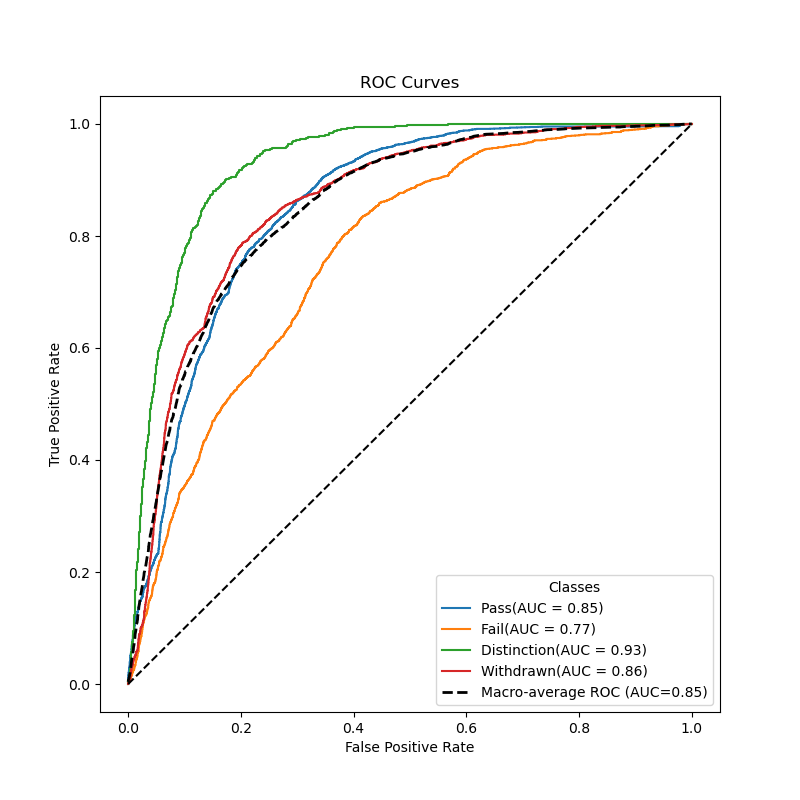 ROC Curves
True Positive Rate
1.0
0.8
0.6
0.4
0.2
0.0
0.0 0.2 0.4 0.6 0.8 1.0
False Positive Rate
Classes
Pass(AUC = 0.85)
Fail(AUC = 0.77)
Distinction(AUC = 0.93)
Withdrawn(AUC = 0.86)
Macro-average ROC (AUC=0.85)